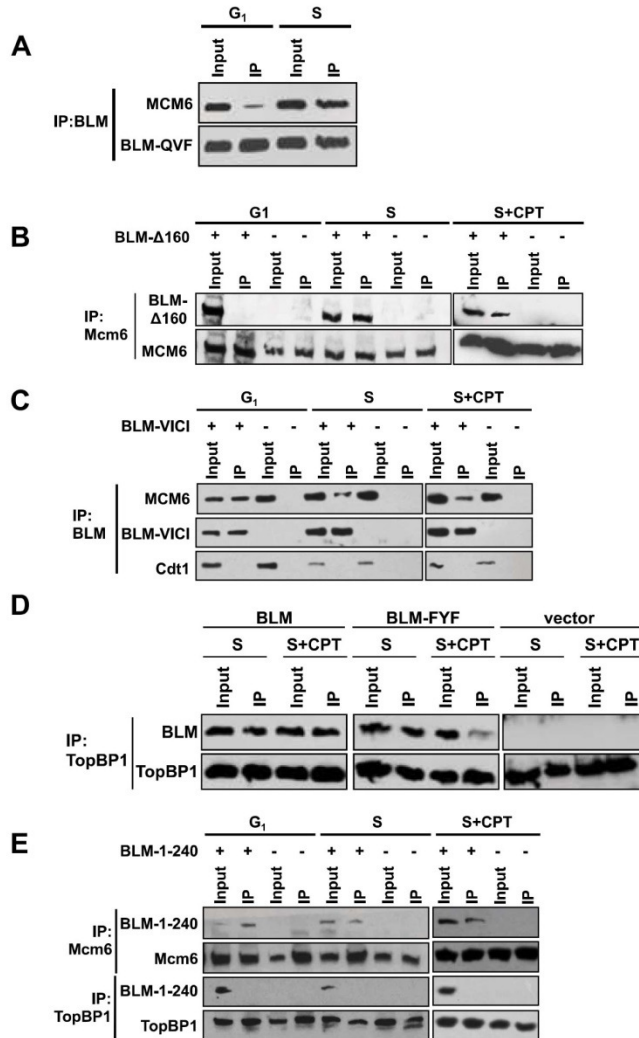 A
G1 S
Input IP Input IP
IP:BLM
MCM6
BLM-QVF
B
G1 S S+CPT
BLM-Δ160 + + - - + + - - + + - -
Input IP Input IP Input IP Input IP Input IP Input IP
IP:
Mcm6
BLM-
Δ160
MCM6
C
G1 S S+CPT
BLM-VICI + + - - + + - - + + - -
Input IP Input IP Input IP Input IP Input IP Input IP
IP:
BLM
MCM6
BLM-VICI
Cdt1
D
BLM BLM-FYF vector
S S+CPT S S+CPT S S+CPT
Input IP Input IP Input IP Input IP Input IP Input IP
IP:
TopBP1
BLM
TopBP1
E
G1 S S+CPT
BLM-1-240 + + - - + + - - + + - -
Input IP Input IP Input IP Input IP Input IP Input IP
IP:
Mcm6
BLM-1-240
Mcm6
IP:
TopBP1
BLM-1-240
TopBP1